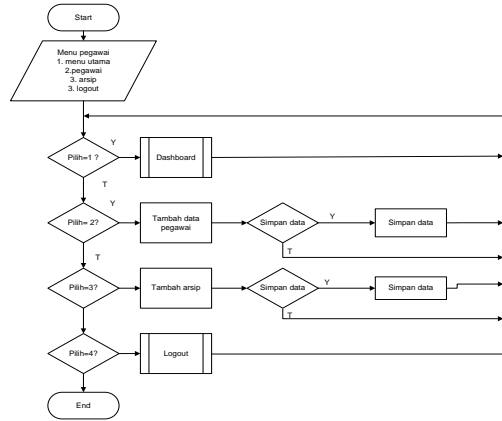 Start
Menu pegawai
1. menu utama
2.pegawai
3. arsip
3. logout
Pilih=1 ?
Y
Dashboard
T
Pilih= 2?
Y
Tambah data
pegawai
Simpan data
Y
Simpan data
T
T
Pilih=3?
Tambah arsip
Simpan data
Y
Simpan data
T
Pilih=4?
Logout
End